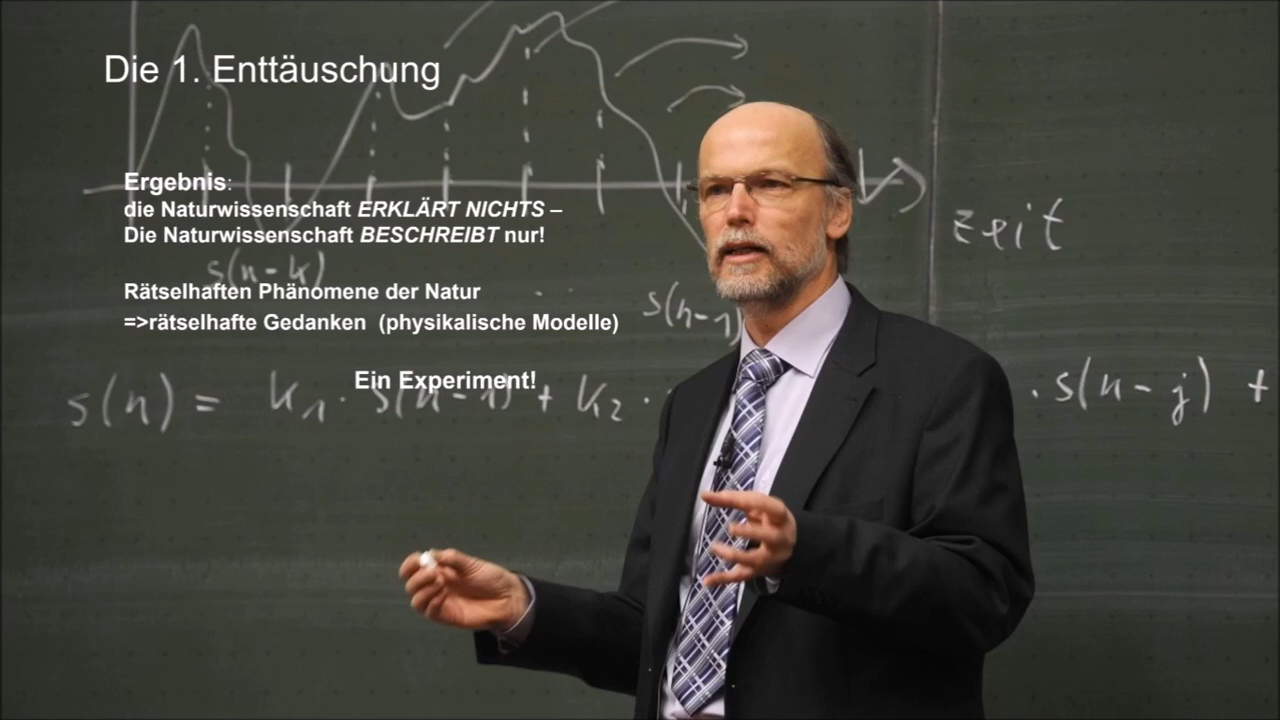 Die 1. Enttäuschung
Ergebnis:
die Naturwissenschaft ERKLÄRT NICHTS –
Die Naturwissenschaft BESCHREIBT nur!
zeit
s(n-k)
Rätselhaften Phänomene der Natur
s(n-1)
=>rätselhafte Gedanken (physikalische Modelle)
Ein Experiment!
s(n) = k1 · s(n-1) + k2 · · s(n-j) +